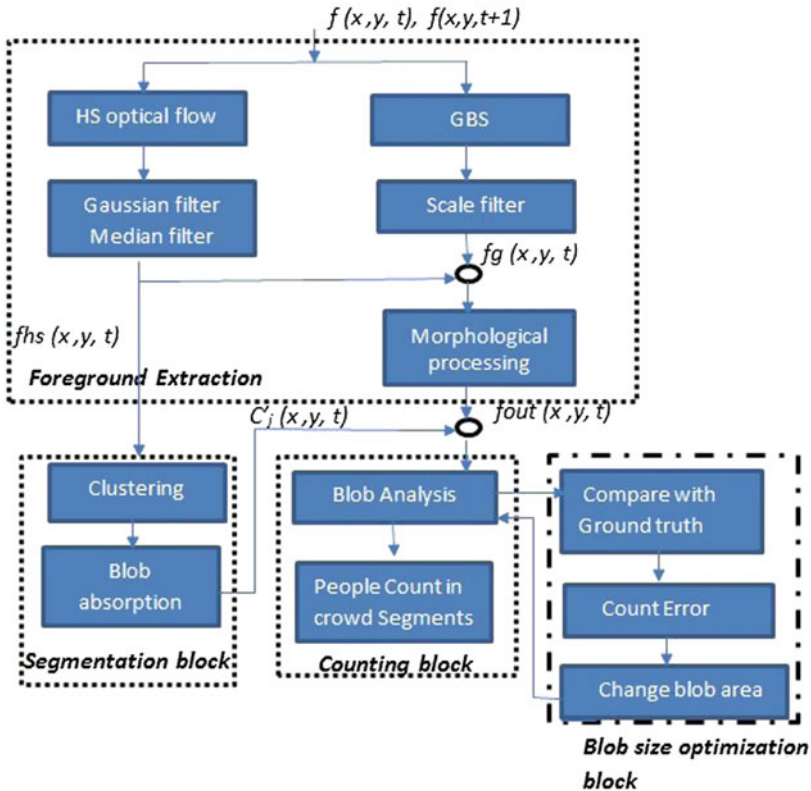 f (x ,y, t), f(x,y,t+1)
HS optical flow
GBS
Gaussian filter
Median filter
Scale filter
fg (x,y, t)
fhs (x,y, t)
Morphological
processing
Foreground Extraction
C'j (x,y, t)
fout (x,y, t)
Clustering
Blob
absorption
Segmentation block
Blob Analysis
People Count in
crowd Segments
Counting block
Compare with
Ground truth
Count Error
Change blob area
Blob size optimization
block